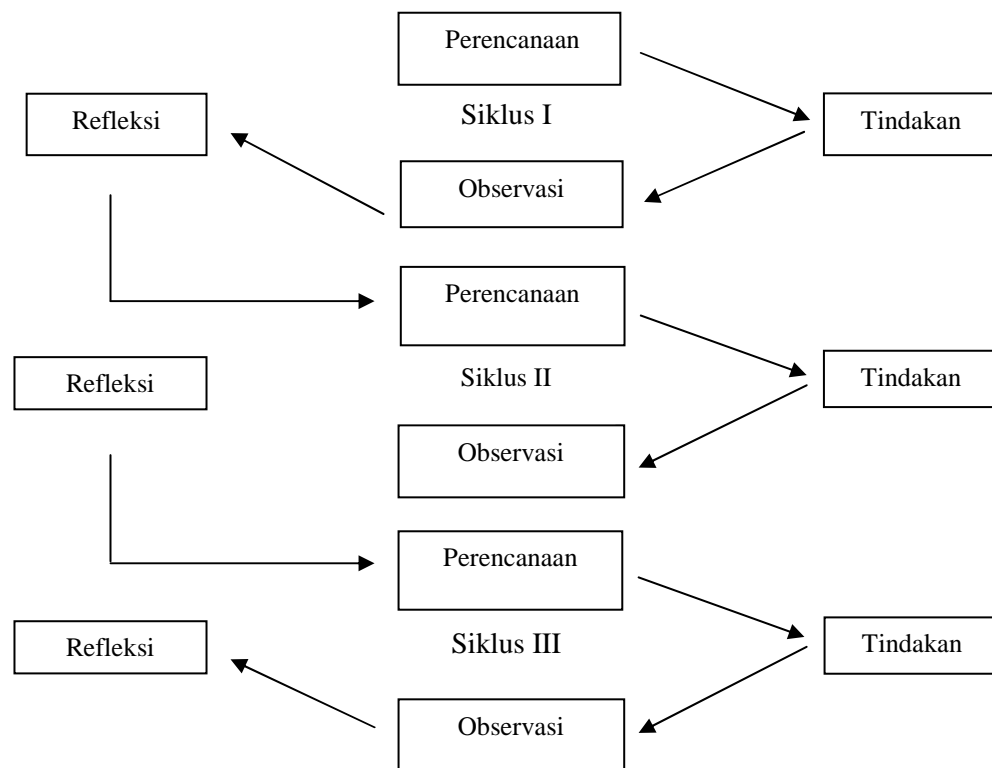 Perencanaan
Refleksi
Siklus I
Tindakan
Observasi
Perencanaan
Refleksi
Siklus II
Tindakan
Observasi
Perencanaan
Refleksi
Siklus III
Tindakan
Observasi